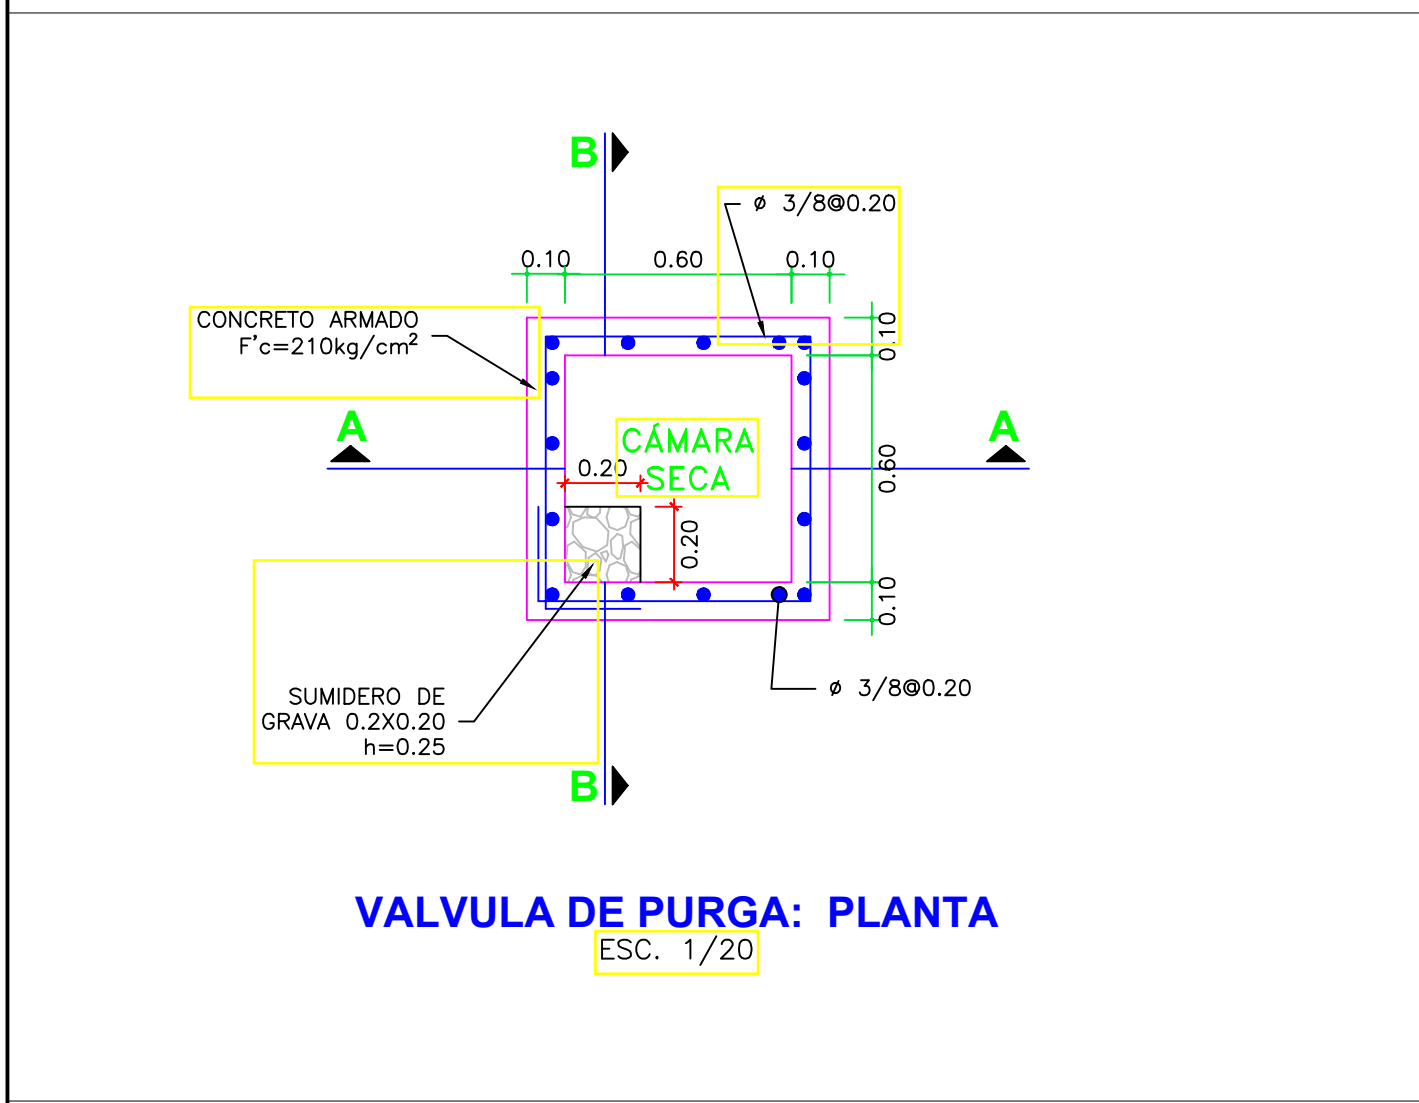 B
ø 3/8@0.20
0.10 0.60 0.10
CONCRETO ARMADO
F'c=210kg/cm²
0.10
A
A
CÁMARA
SECA
0.20
0.60
0.20
0.10
SUMIDERO DE
GRAVA 0.2X0.20
h=0.25
ø 3/8@0.20
B
VALVULA DE PURGA: PLANTA
ESC. 1/20